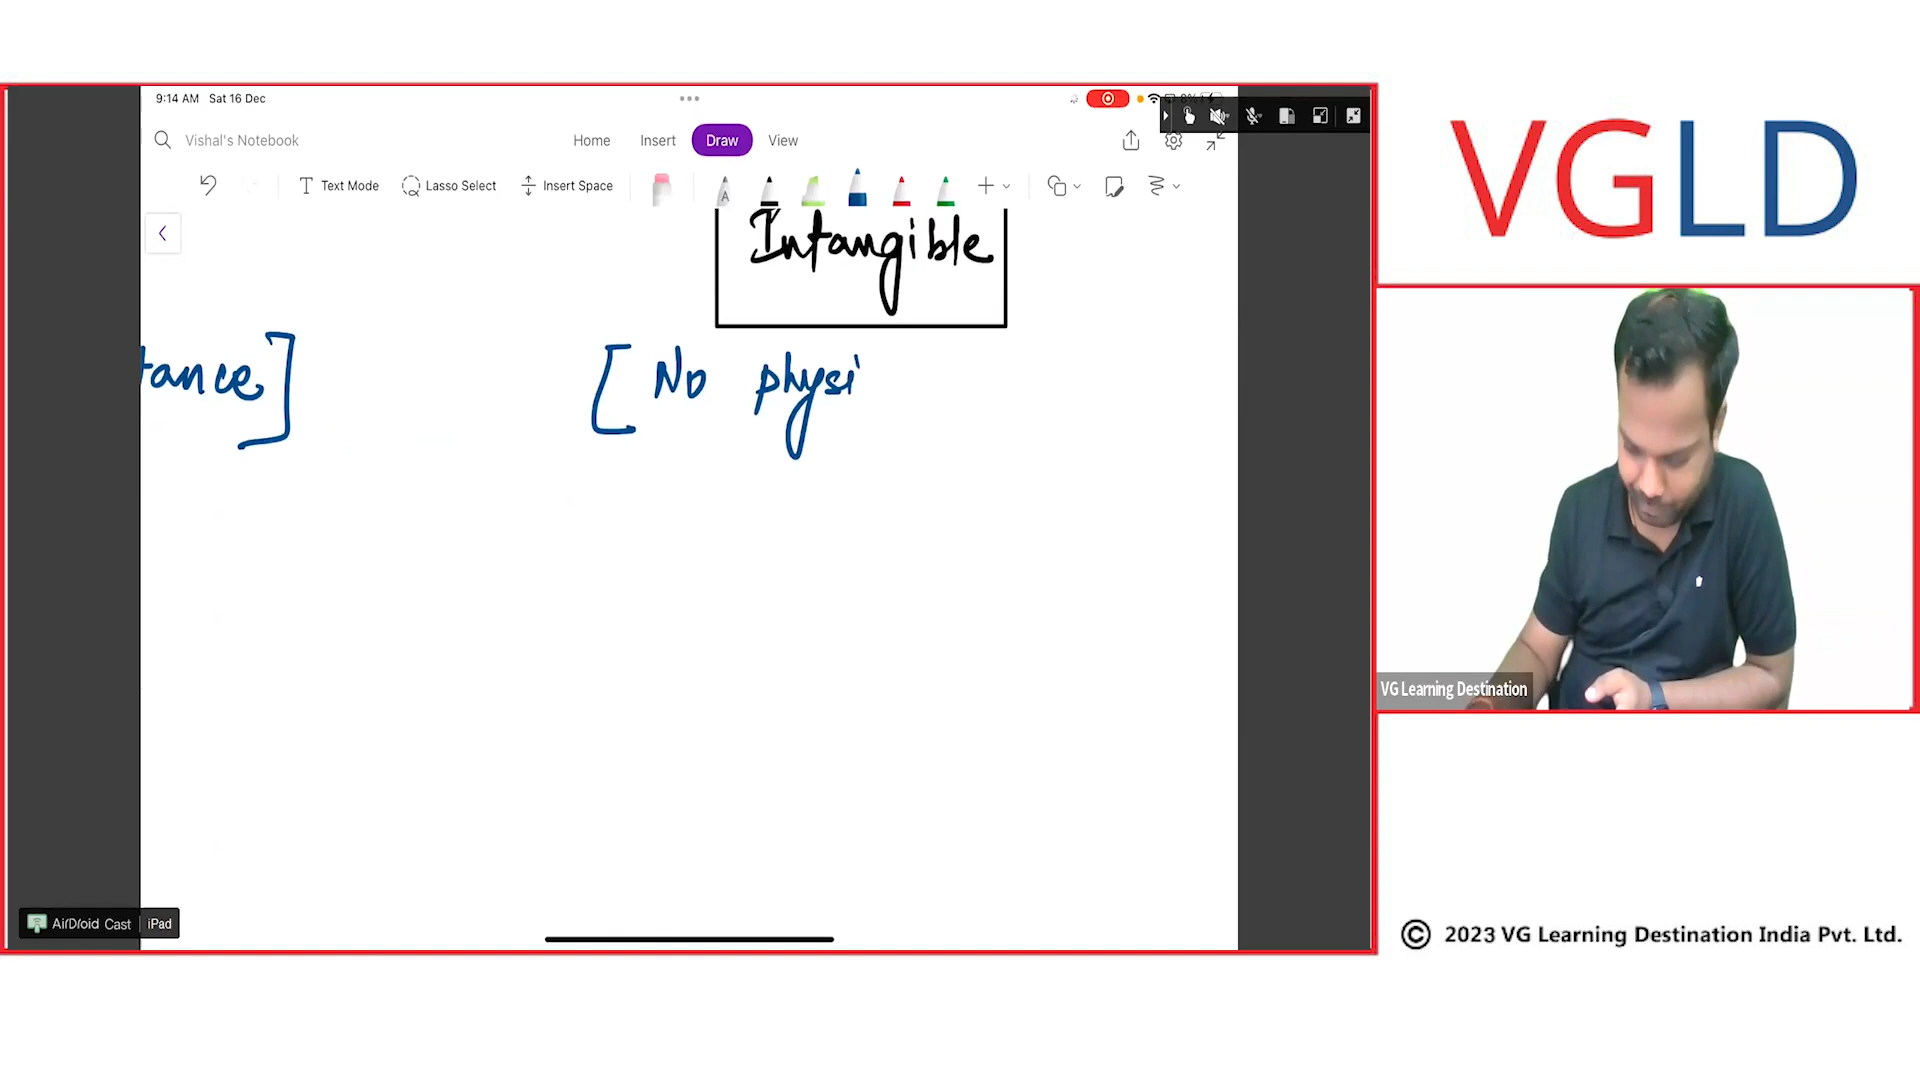 9:14 AM Sat 16 Dec
8%
VGLD
Vishal's Notebook
Home Insert Draw View
Text Mode Lasso Select Insert Space
A
Intangible
tance] [No physi
VG Learning Destination
AirDroid Cast iPad
© 2023 VG Learning Destination India Pvt. Ltd.